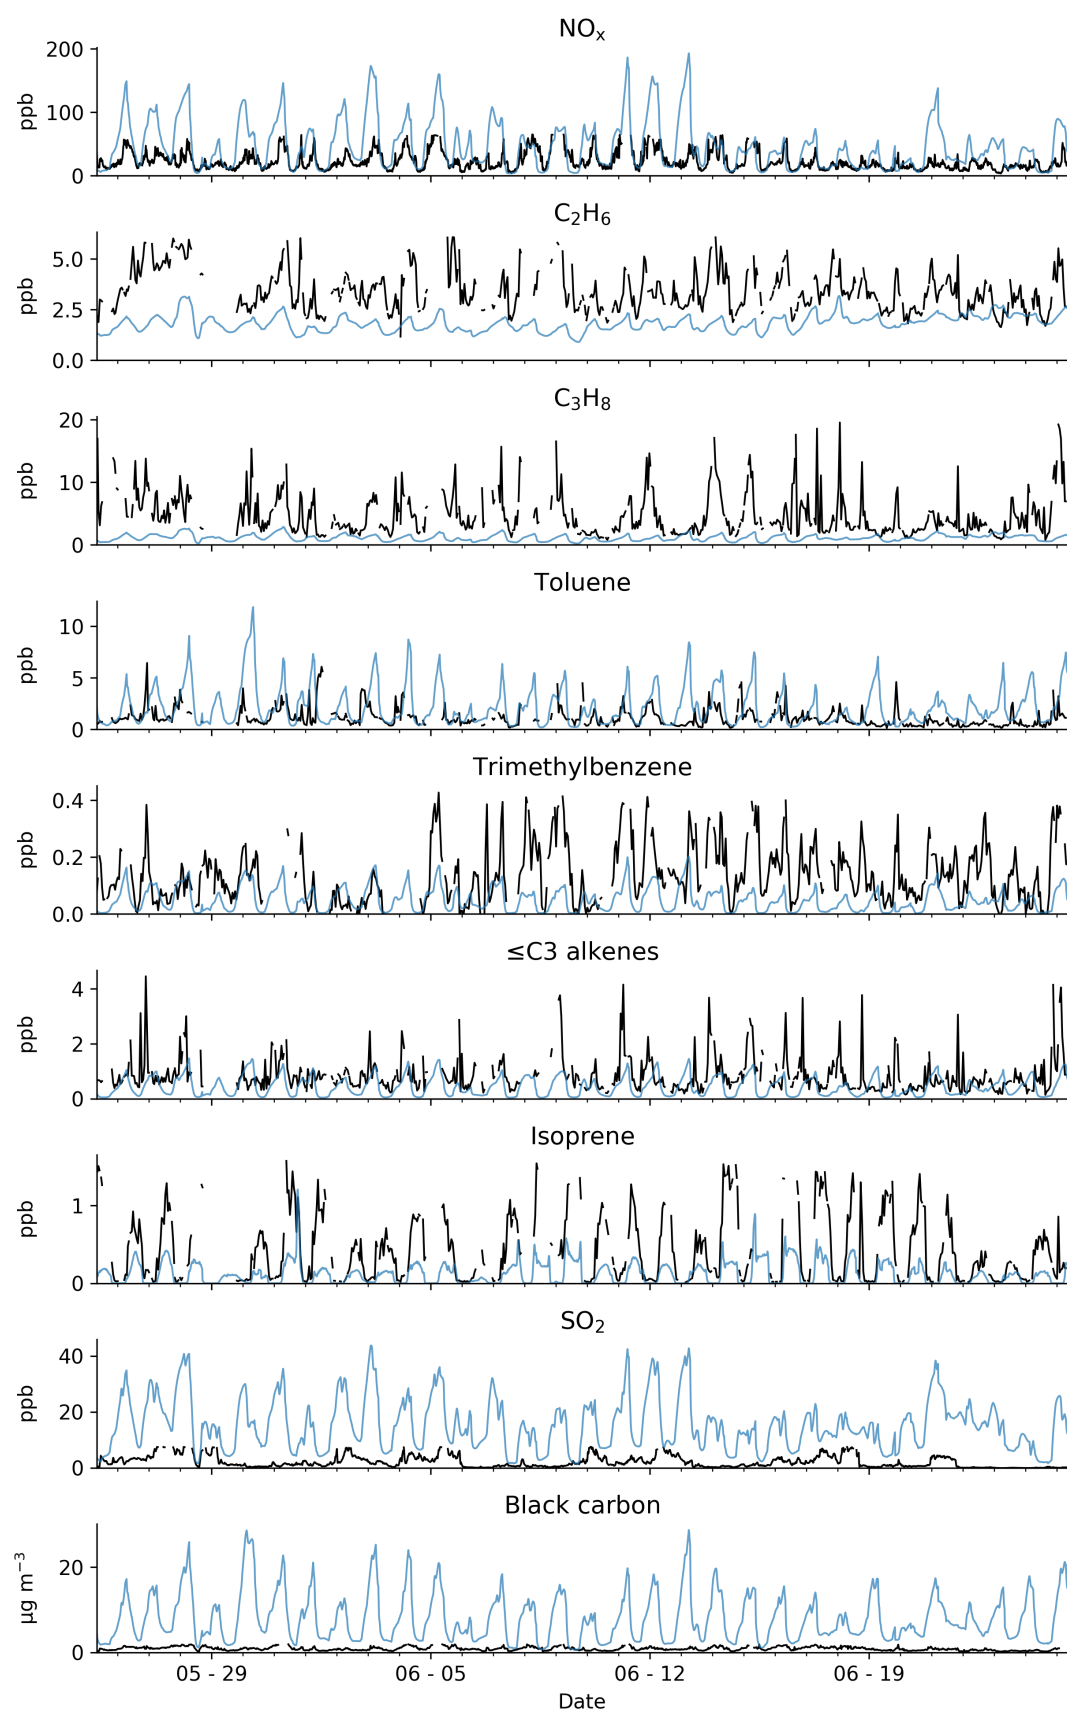 NOₓ
200
100
0
ppb
C₂H₆
5.0
2.5
0.0
ppb
C₃H₈
20
10
0
ppb
Toluene
10
5
0
ppb
Trimethylbenzene
0.4
0.2
0.0
ppb
≤C3 alkenes
4
2
0
ppb
Isoprene
1
0
ppb
SO₂
40
20
0
ppb
Black carbon
20
0
μg m⁻³
05 - 29 06 - 05 06 - 12 06 - 19
Date